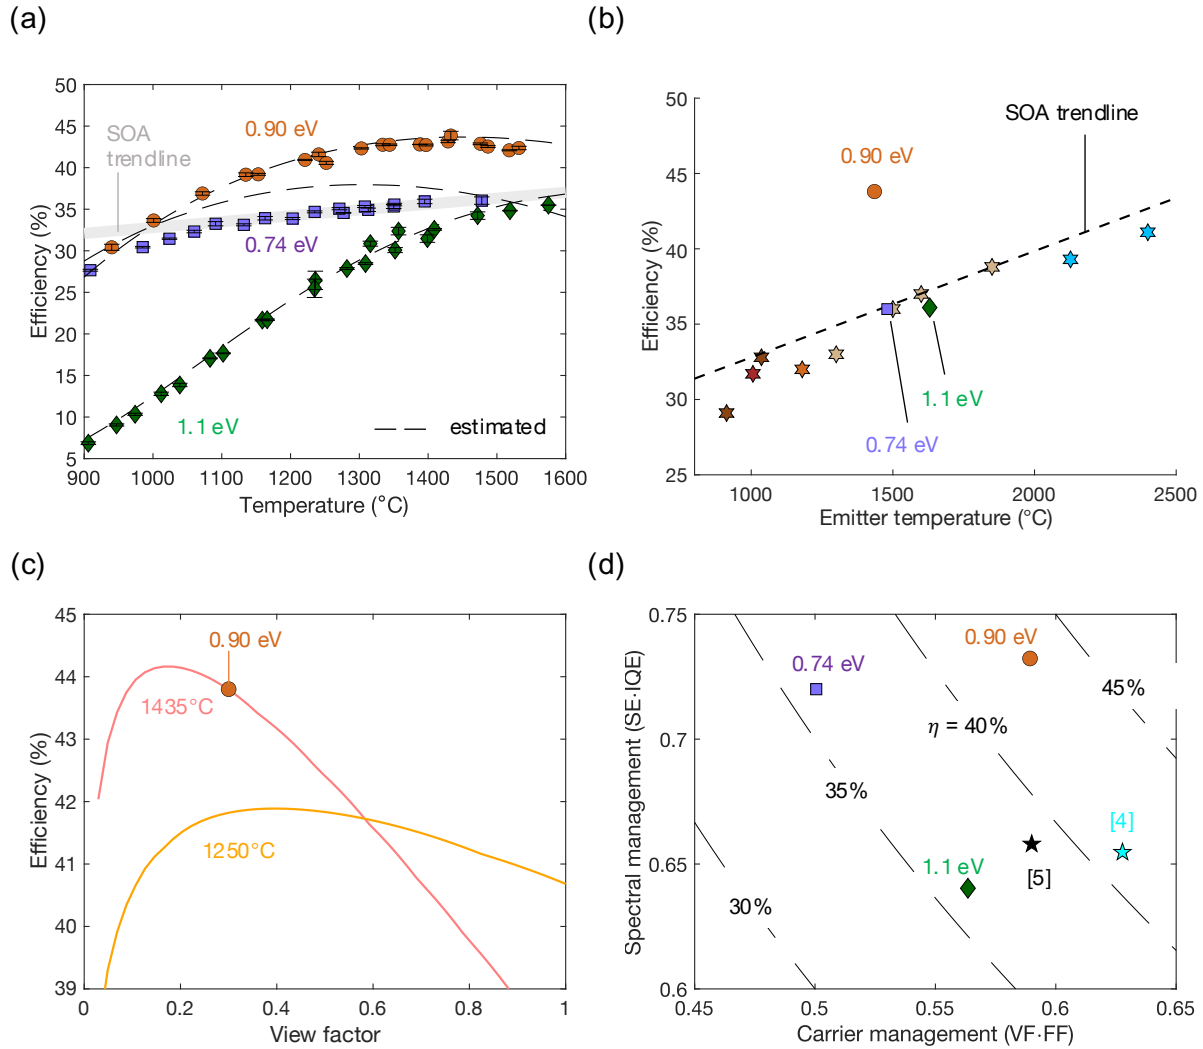 (a)
50
45
40
35
30
25
20
15
10
5
Efficiency (%)
SOA
trendline
0.90 eV
0.74 eV
1.1 eV
estimated
900
1000
1100
1200
1300
1400
1500
1600
Temperature (°C)
(b)
50
45
40
35
30
25
Efficiency (%)
SOA trendline
0.90 eV
1.1 eV
0.74 eV
1000
1500
2000
2500
Emitter temperature (°C)
(c)
45
44
43
42
41
40
39
Efficiency (%)
0.90 eV
1435°C
1250°C
0
0.2
0.4
0.6
0.8
1
View factor
(d)
0.75
0.7
0.65
0.6
Spectral management (SE·IQE)
0.90 eV
0.74 eV
45%
η = 40%
35%
[4]
1.1 eV
[5]
30%
0.45
0.5
0.55
0.6
0.65
Carrier management (VF·FF)